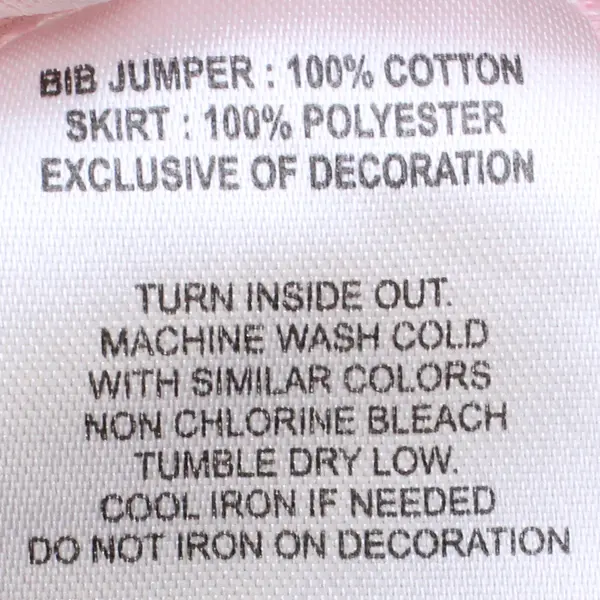 BIB JUMPER : 100% COTTON
SKIRT : 100% POLYESTER
EXCLUSIVE OF DECORATION
TURN INSIDE OUT.
MACHINE WASH COLD
WITH SIMILAR COLORS
NON CHLORINE BLEACH
TUMBLE DRY LOW.
COOL IRON IF NEEDED
DO NOT IRON ON DECORATION